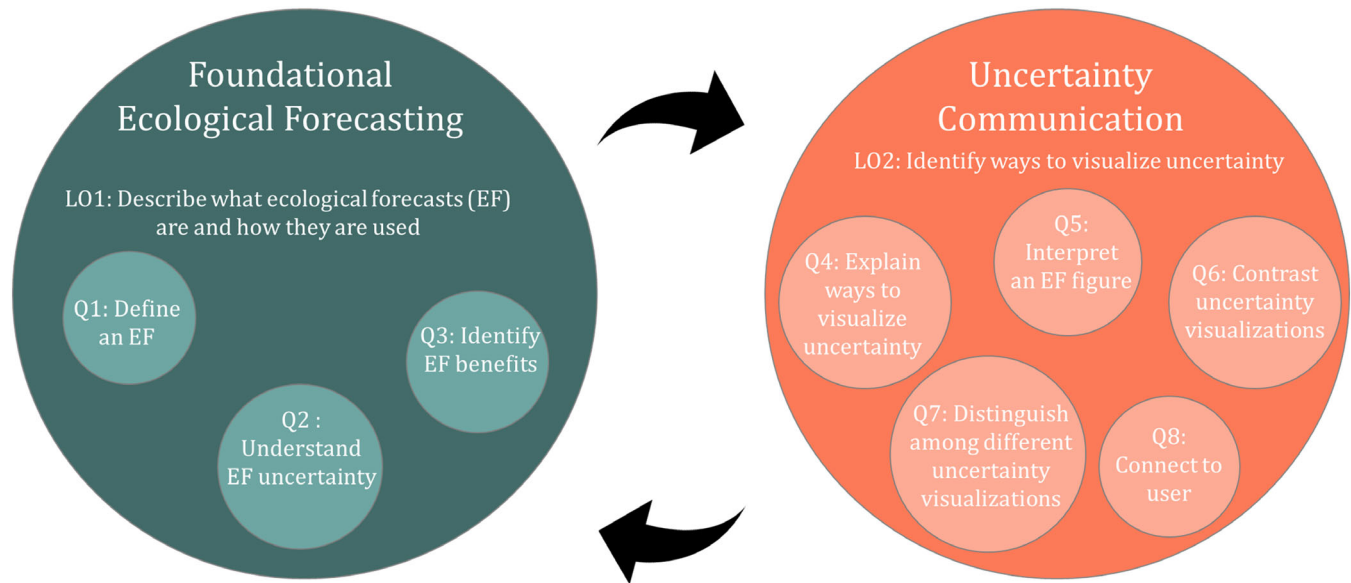 Foundational
Ecological Forecasting
LO1: Describe what ecological forecasts (EF)
are and how they are used
Q1: Define
an EF
Q2 :
Understand
EF uncertainty
Q3: Identify
EF benefits
Uncertainty
Communication
LO2: Identify ways to visualize uncertainty
Q4: Explain
ways to
visualize
uncertainty
Q5:
Interpret
an EF figure
Q6: Contrast
uncertainty
visualizations
Q7: Distinguish
among different
uncertainty
visualizations
Q8:
Connect to
user